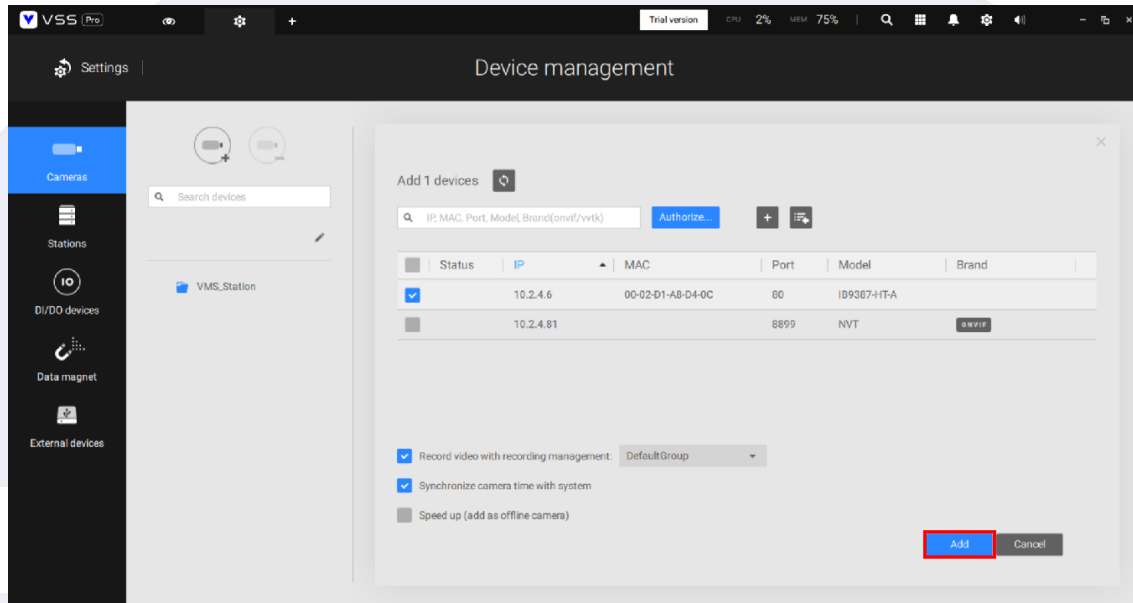 VSS Pro
+
Trial version
CPU 2% MEM 75%
Settings
Device management
Cameras
Stations
IO
DI/DO devices
Data magnet
External devices
Search devices
VMS_Station
Add 1 devices
IP, MAC, Port, Model, Brand(onvif/vvtk)
Authorize...
+
Status IP MAC Port Model Brand
10.2.4.6 00-02-D1-A8-D4-0C 80 IB9387-HT-A
10.2.4.81 8899 NVT ONVIF
Record video with recording management: DefaultGroup
Synchronize camera time with system
Speed up (add as offline camera)
Add Cancel